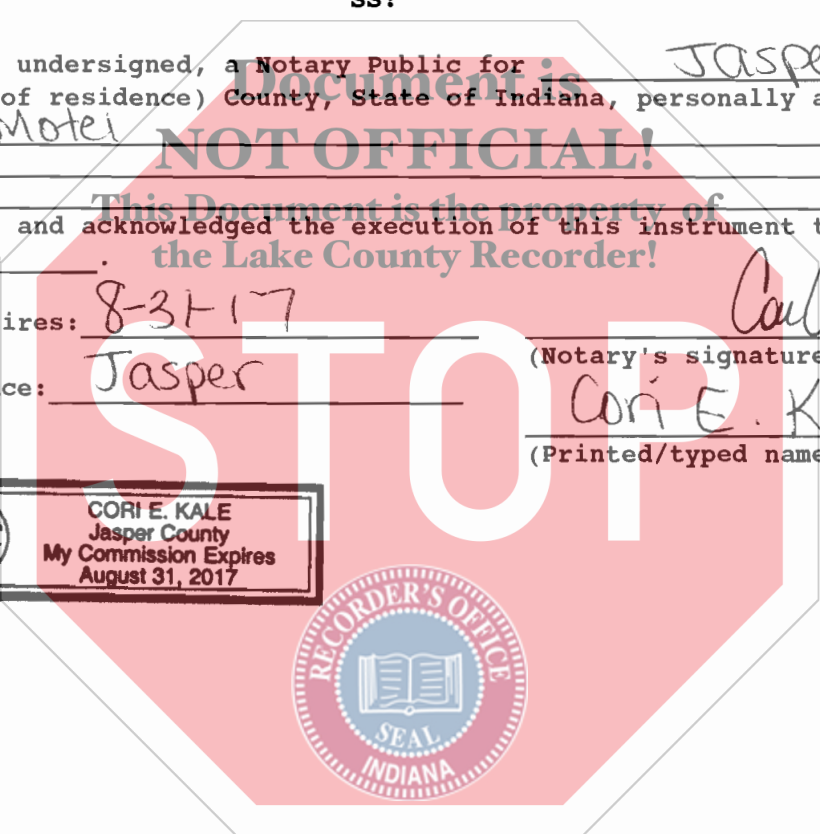 ss:
undersigned, a Notary Public for Jaspe
of residence) County, State of Indiana, personally a
Motei
Document is
NOT OFFICIAL!
This Document is the property of
the Lake County Recorder!
and acknowledged the execution of this instrument t
.
ires: 8-31-17
ce: Jasper
(Notary's signature
Cori E. K
(Printed/typed name
STOP
CORI E. KALE
Jasper County
My Commission Expires
August 31, 2017
RECORDER'S OFFICE
SEAL
INDIANA